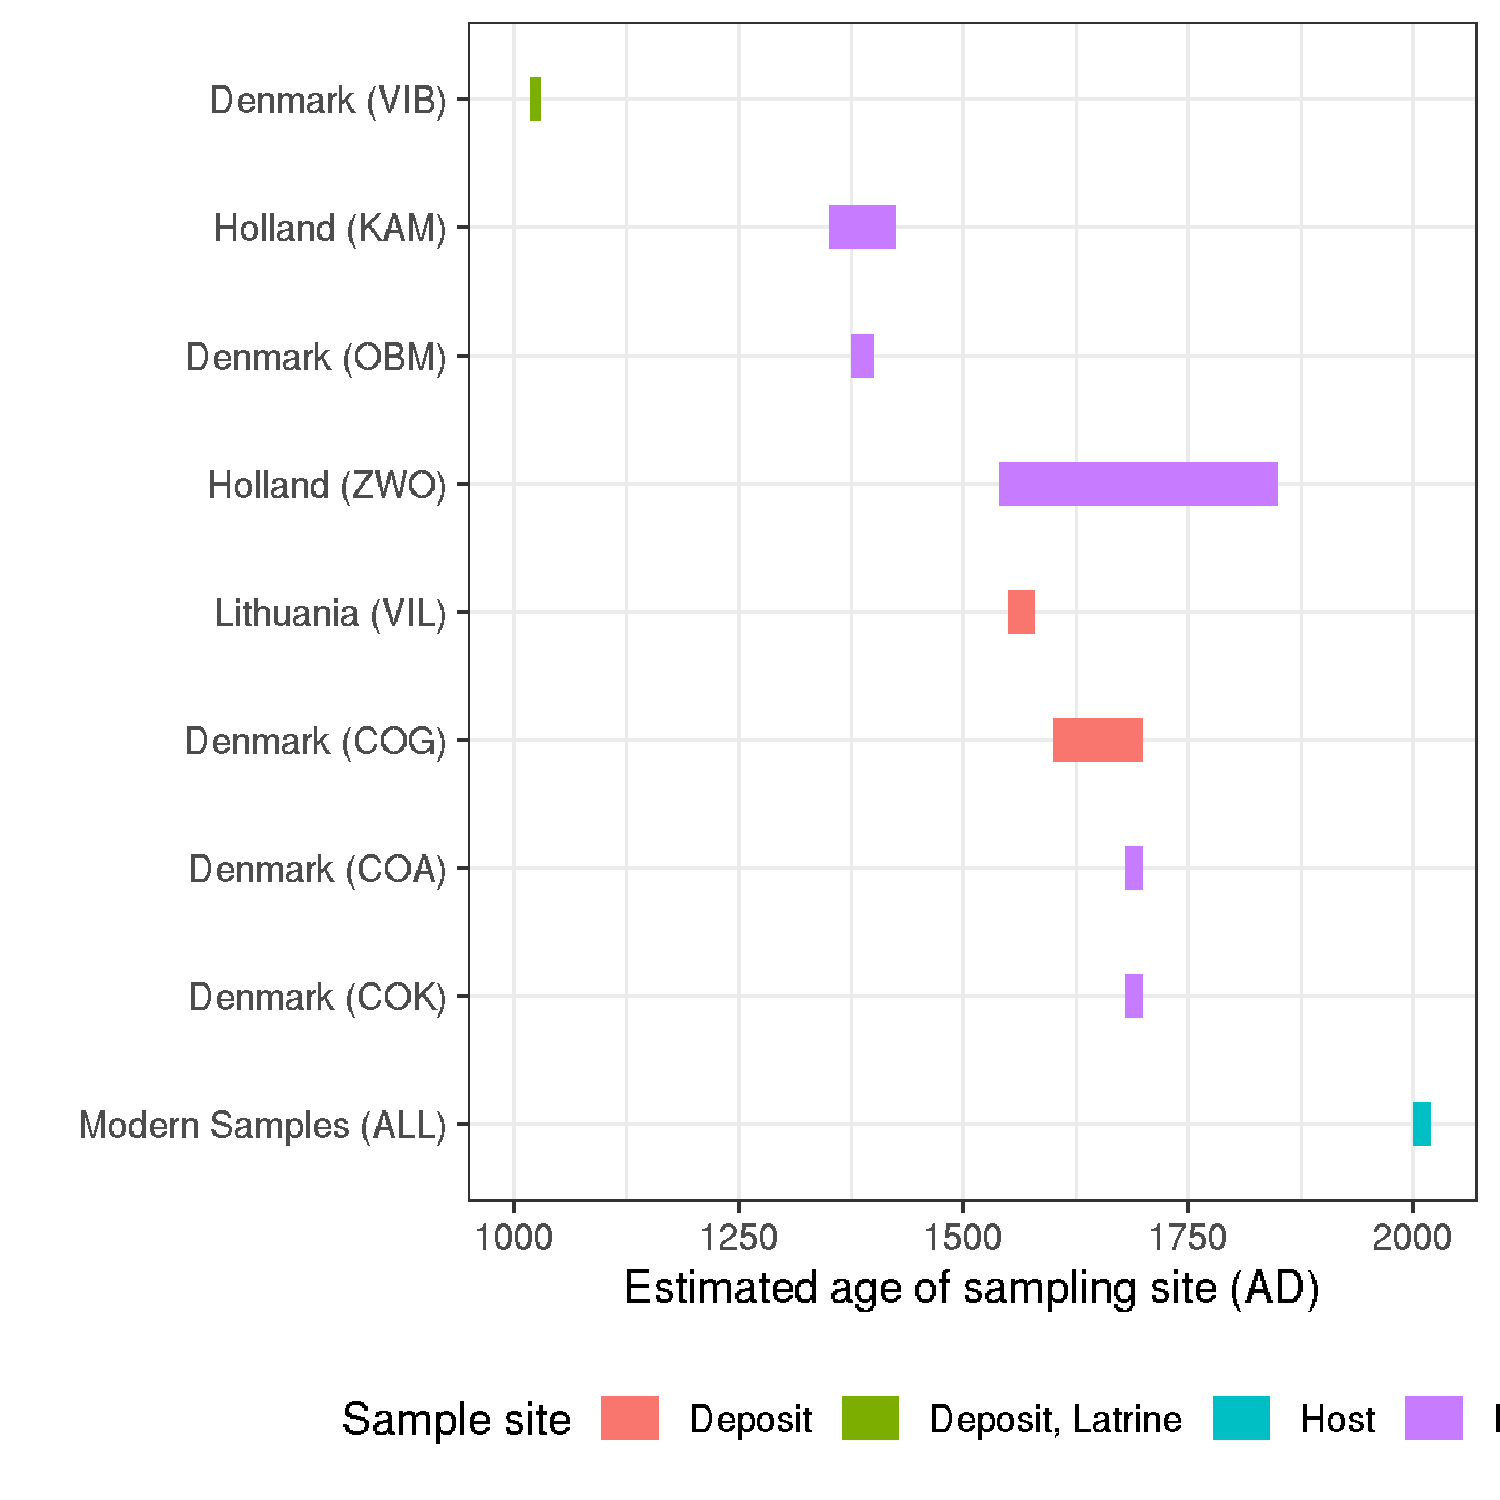 Denmark (VIB)
Holland (KAM)
Denmark (OBM)
Holland (ZWO)
Lithuania (VIL)
Denmark (COG)
Denmark (COA)
Denmark (COK)
Modern Samples (ALL)
1000 1250 1500 1750 2000
Estimated age of sampling site (AD)
Sample site Deposit Deposit, Latrine Host